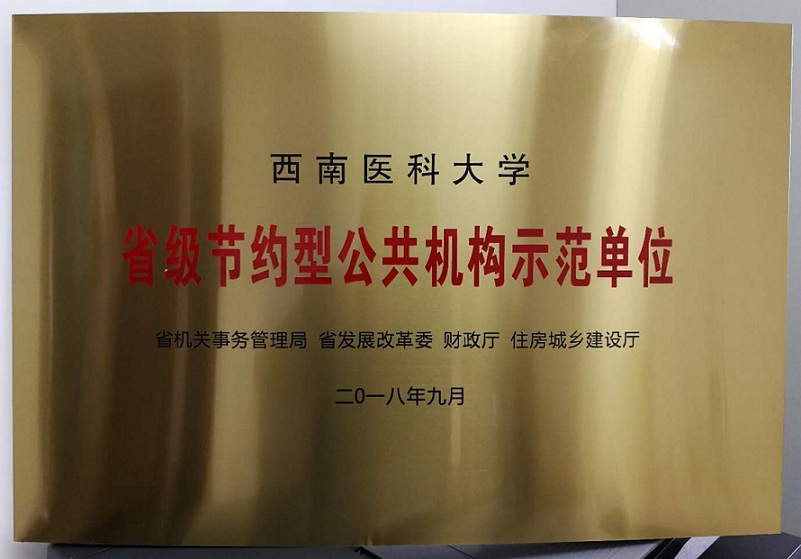 西南医科大学
省级节约型公共机构示范单位
省机关事务管理局 省发展改革委 财政厅 住房城乡建设厅
二0一八年九月